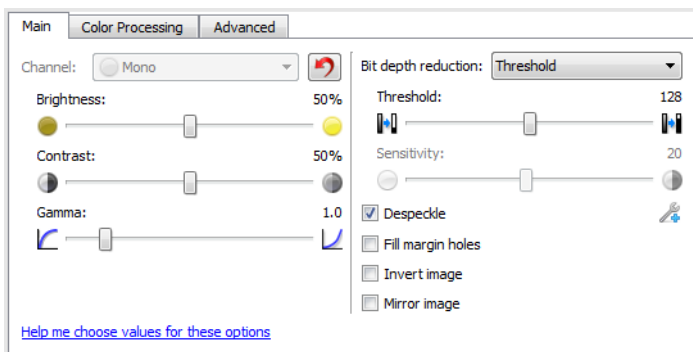 Main Color Processing Advanced
Channel: Mono
Brightness: 50%
Contrast: 50%
Gamma: 1.0
Help me choose values for these options
Bit depth reduction: Threshold
Threshold: 128
Sensitivity: 20
Despeckle
Fill margin holes
Invert image
Mirror image